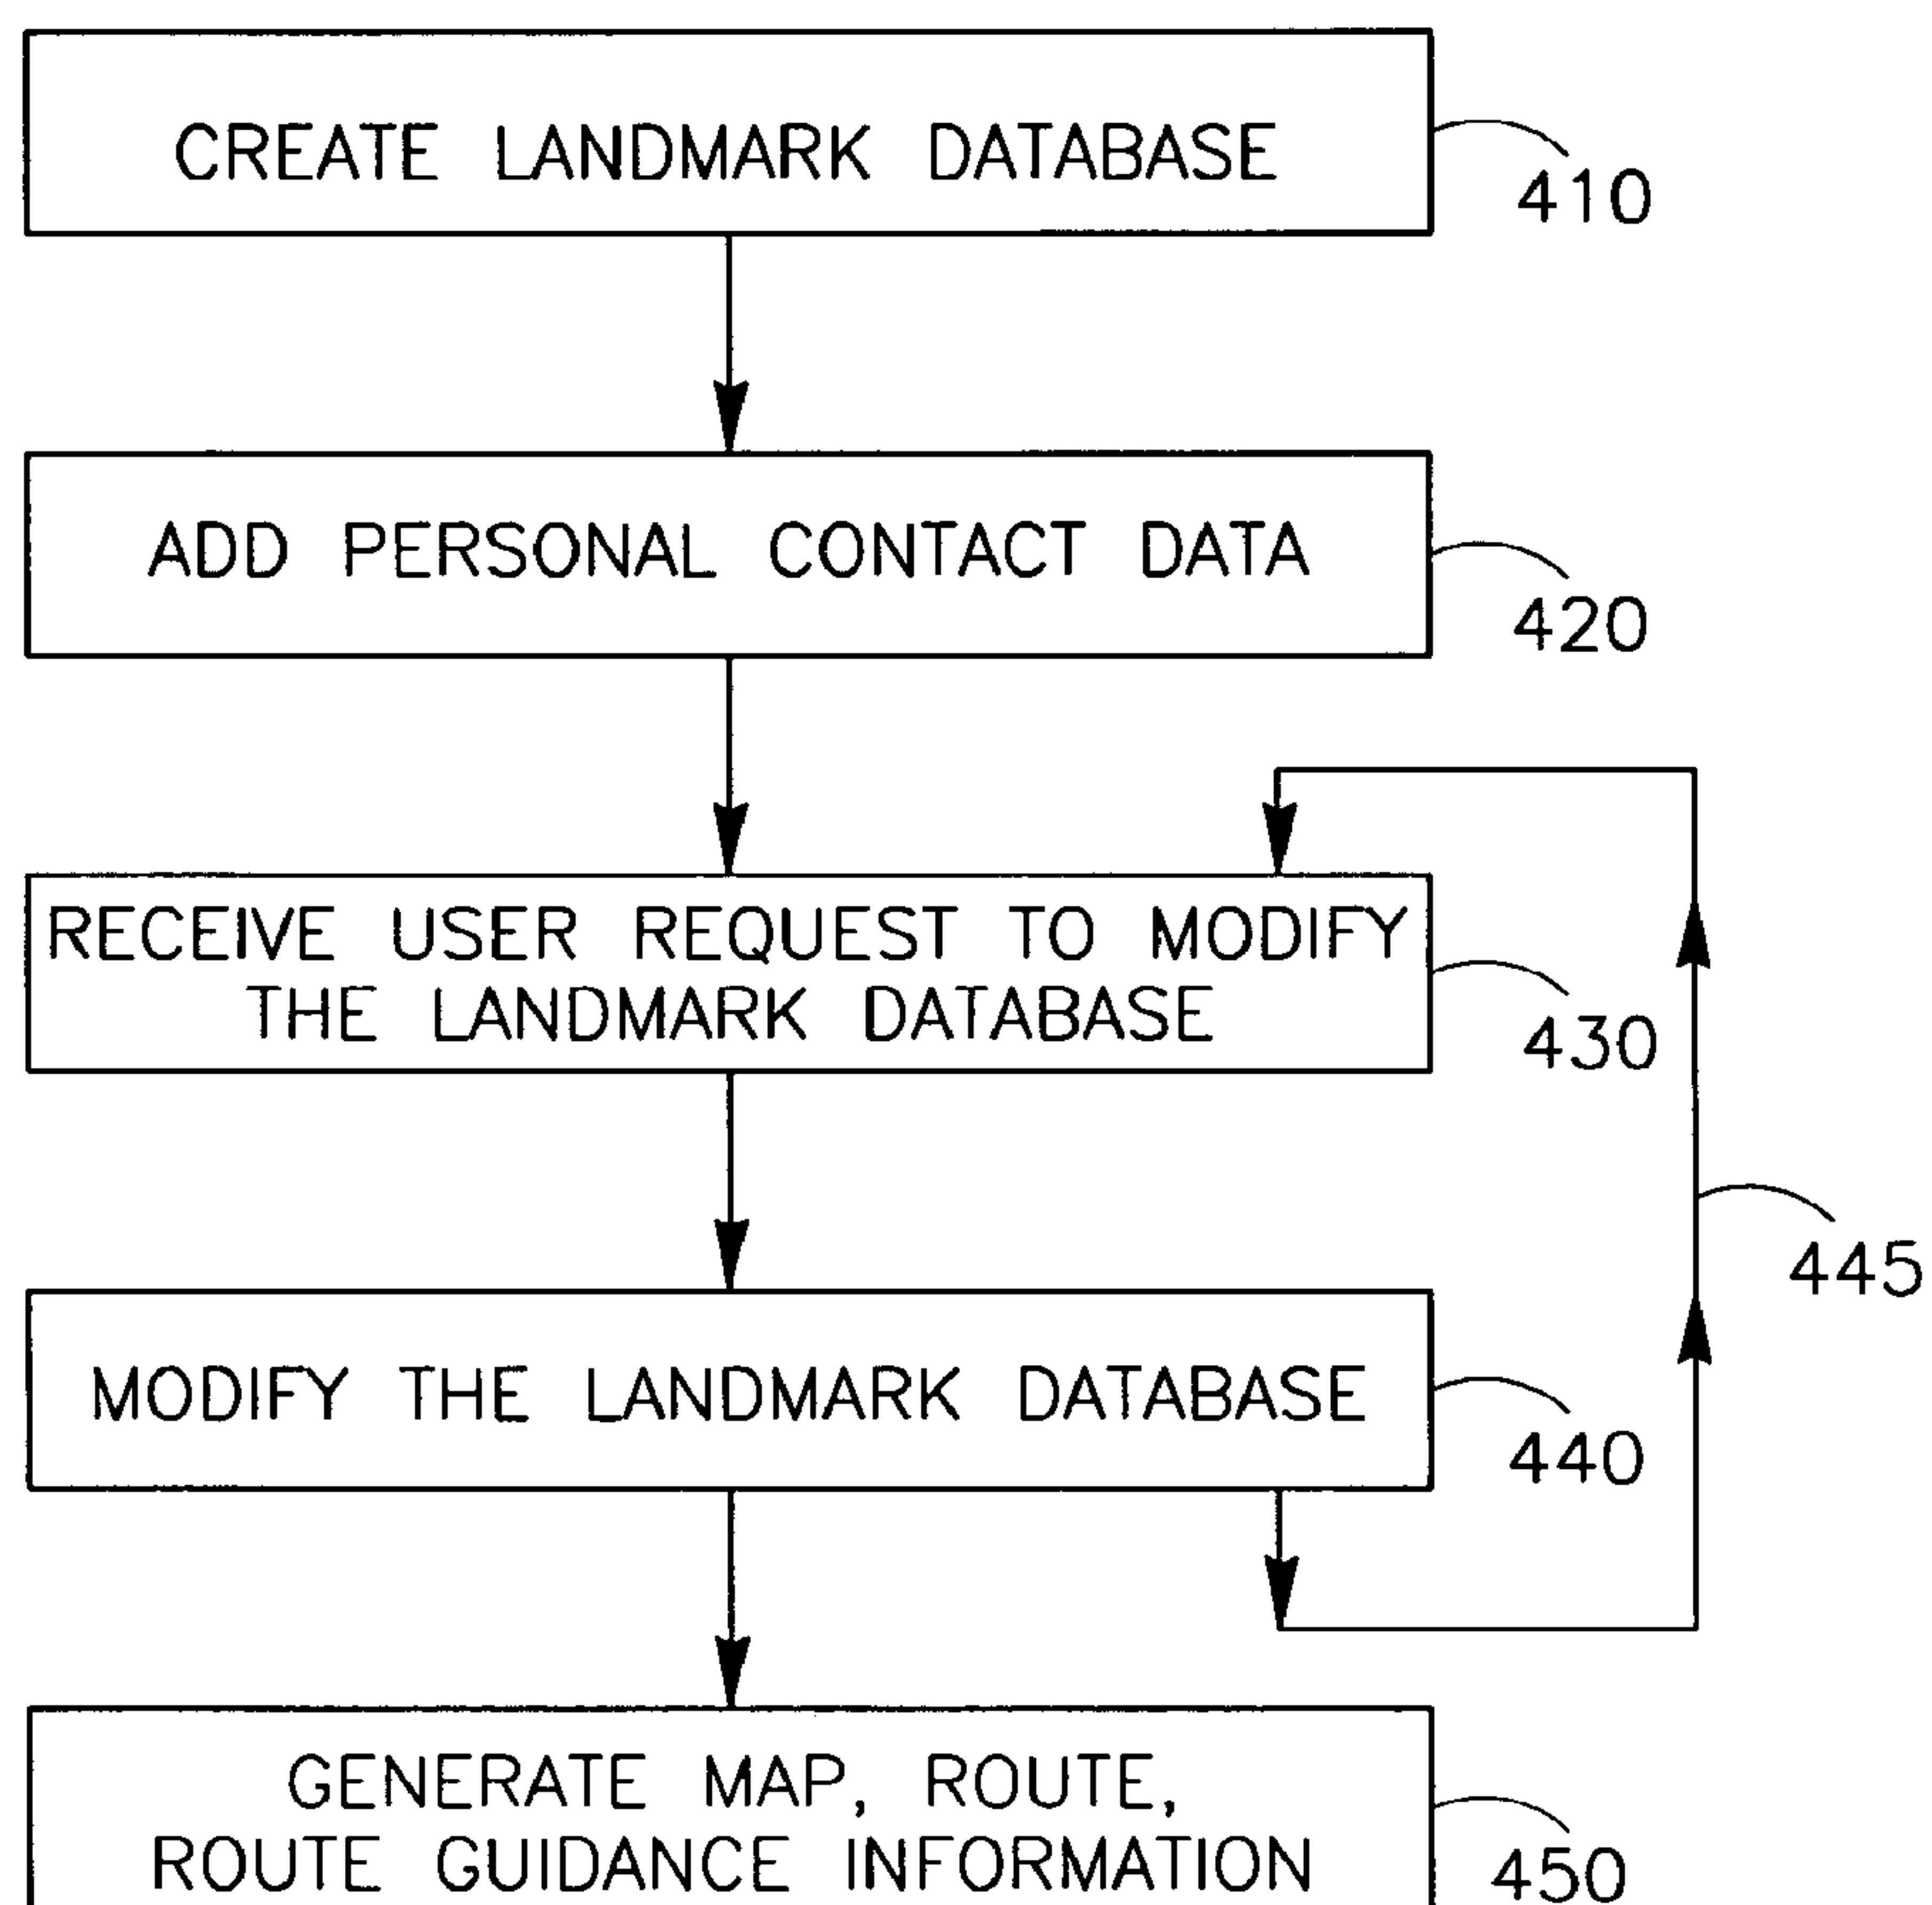 CREATE LANDMARK DATABASE
410
ADD PERSONAL CONTACT DATA
420
RECEIVE USER REQUEST TO MODIFY
THE LANDMARK DATABASE
430
445
MODIFY THE LANDMARK DATABASE
440
GENERATE MAP, ROUTE,
ROUTE GUIDANCE INFORMATION
450